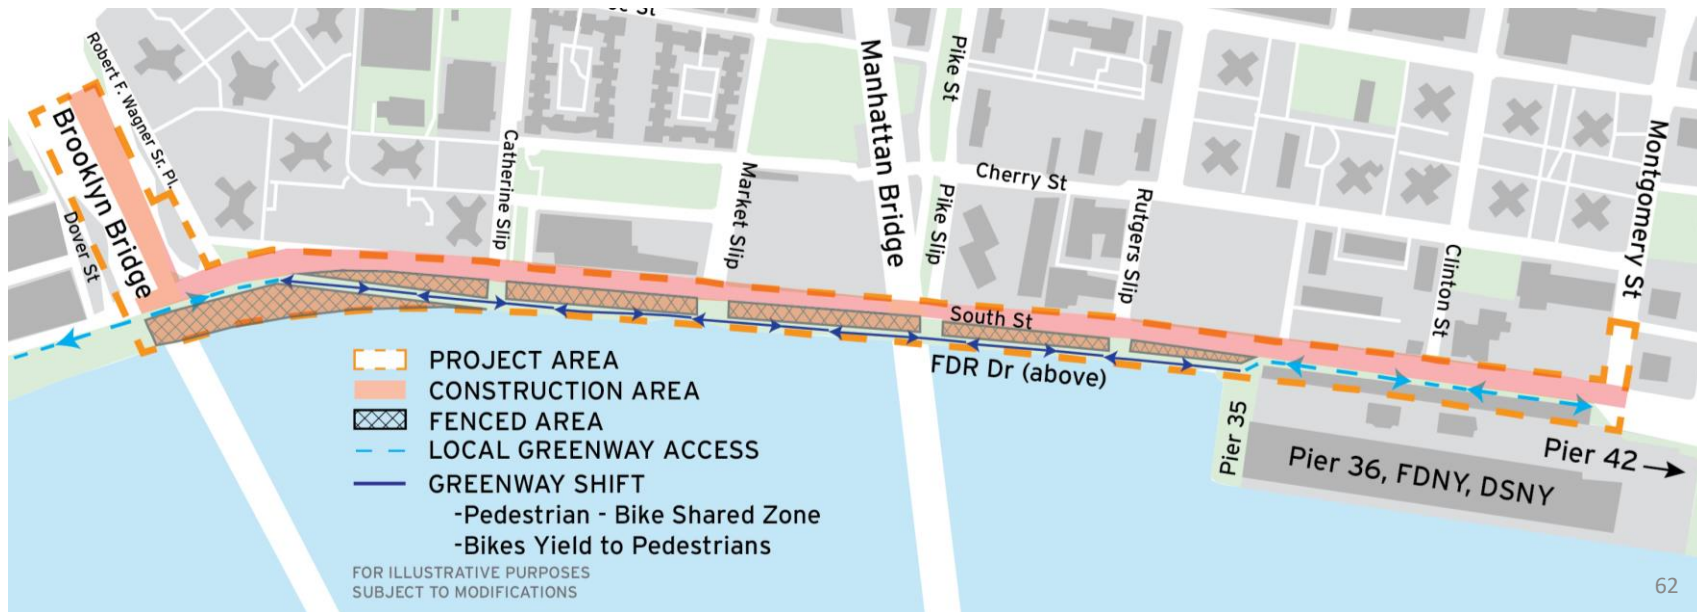 Robert F. Wagner Sr. Pl.
Brooklyn Bridge
Dover St
Catherine Slip
Market Slip
Manhattan Bridge
Pike St
Pike Slip
Cherry St
Rutgers Slip
Clinton St
Montgomery St
South St
FDR Dr (above)
Pier 35
Pier 36, FDNY, DSNY
Pier 42
PROJECT AREA
CONSTRUCTION AREA
FENCED AREA
LOCAL GREENWAY ACCESS
GREENWAY SHIFT
-Pedestrian - Bike Shared Zone
-Bikes Yield to Pedestrians
FOR ILLUSTRATIVE PURPOSES
SUBJECT TO MODIFICATIONS
62